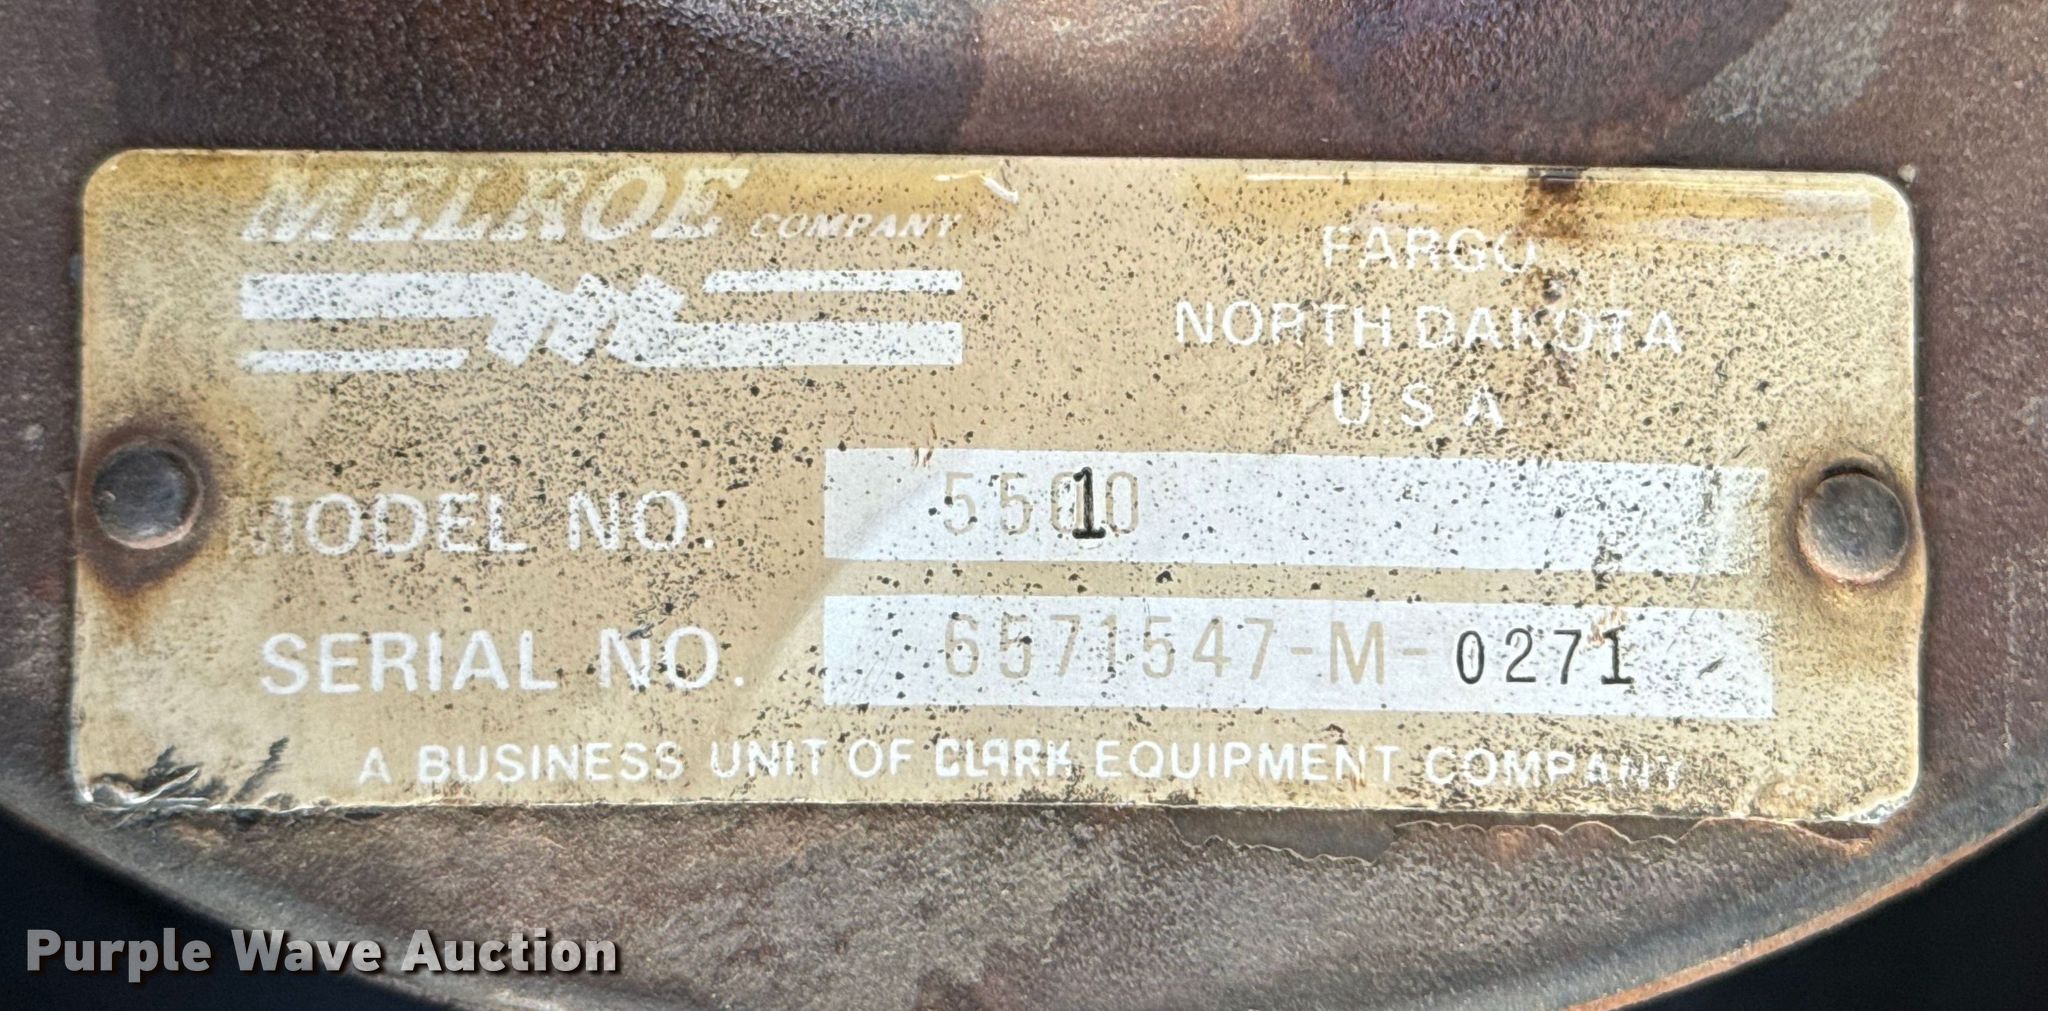 MELROE COMPANY
FARGO,
NORTH DAKOTA
U S A
MODEL NO. 5510
SERIAL NO. 6571547-M-0271
A BUSINESS UNIT OF CLARK EQUIPMENT COMPANY
Purple Wave Auction